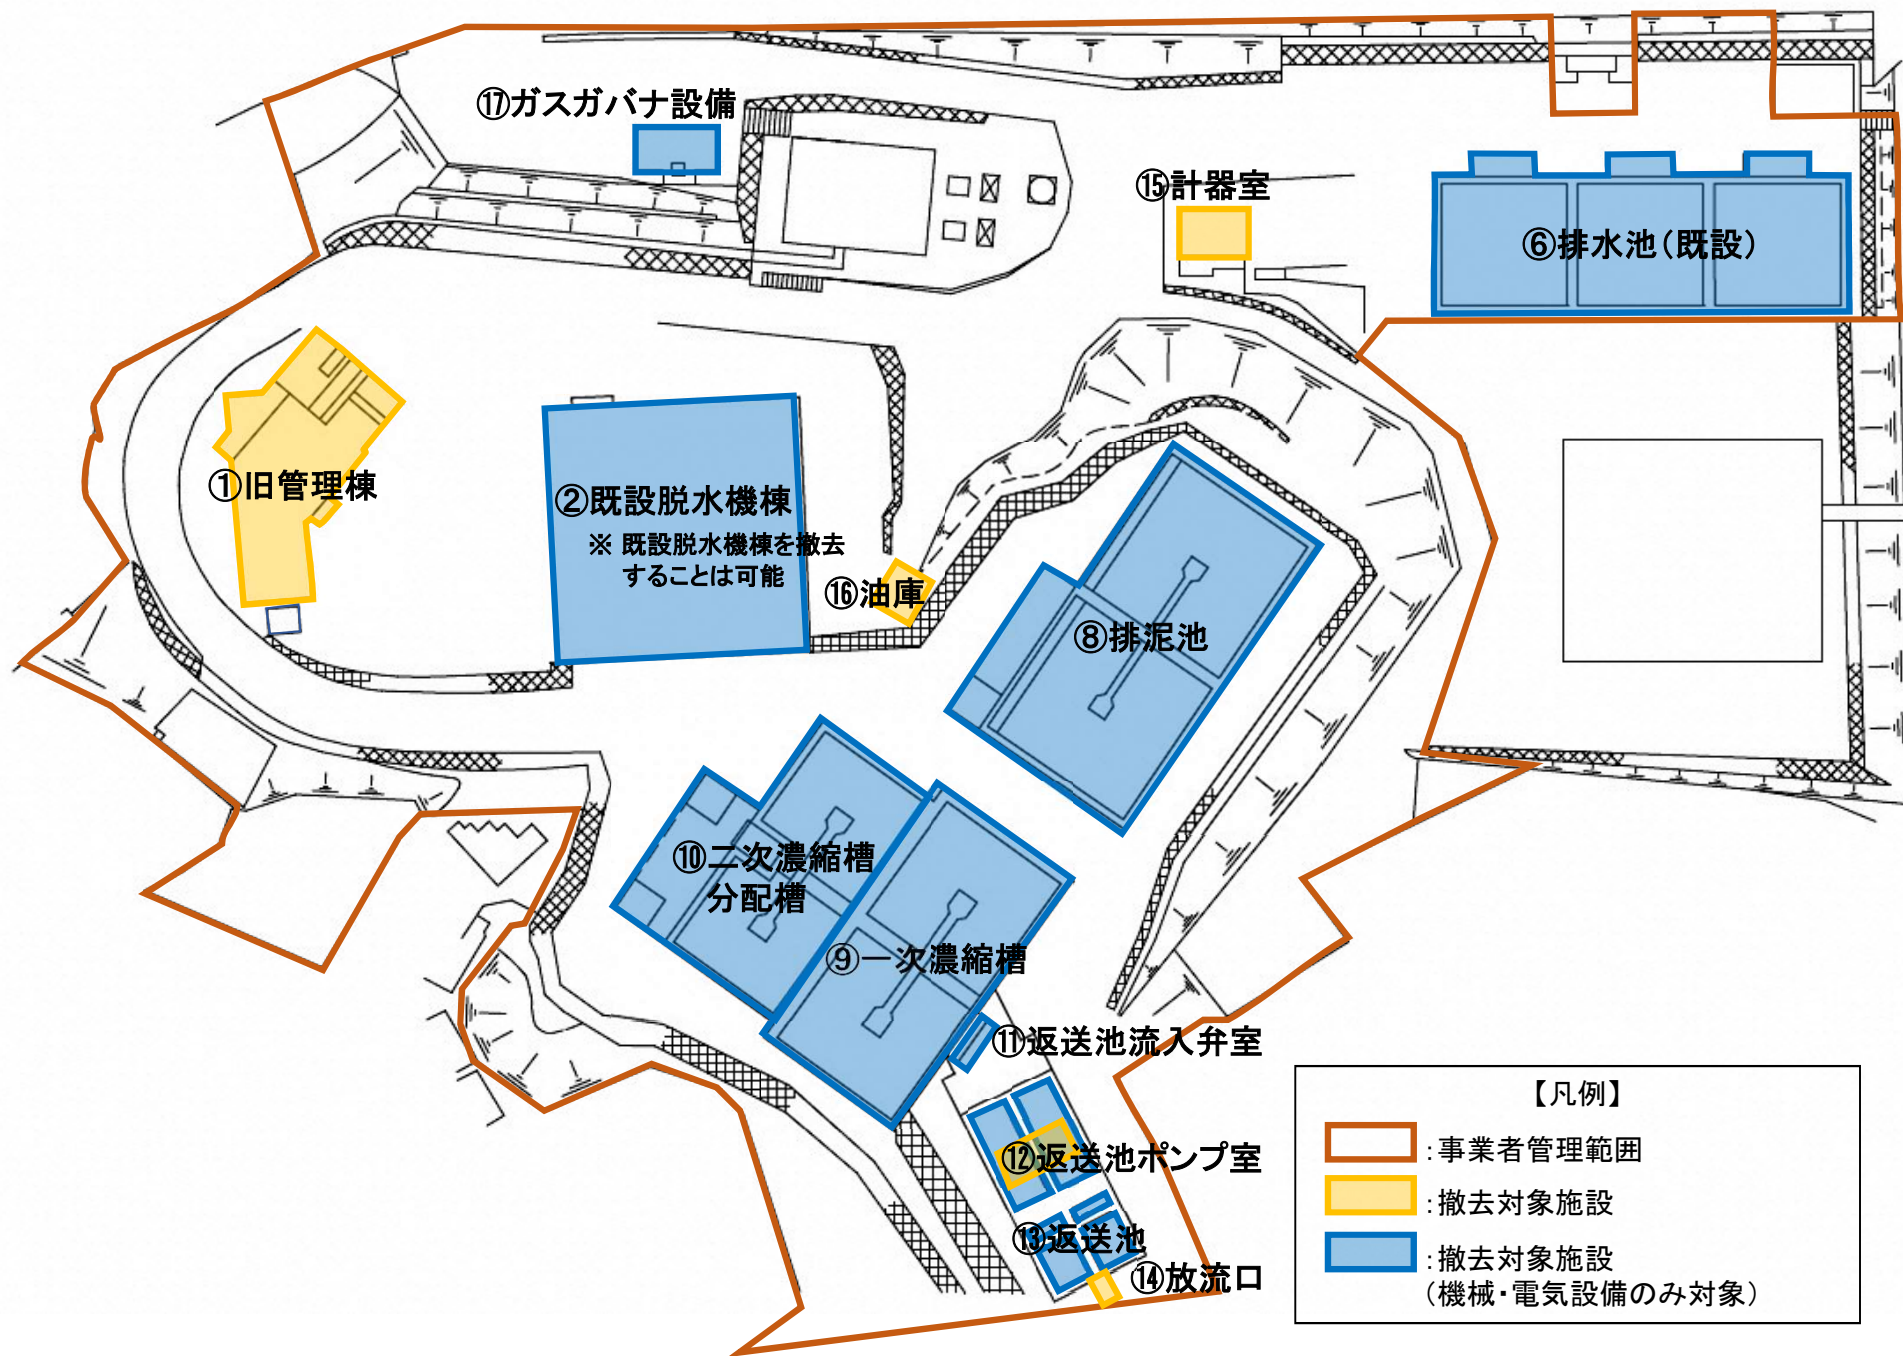 ⑰ガスガバナ設備
⑮計器室
⑥排水池（既設）
①旧管理棟
②既設脱水機棟
※ 既設脱水機棟を撤去
することは可能
⑯油庫
⑧排泥池
⑩二次濃縮槽
分配槽
⑨一次濃縮槽
⑪返送池流入弁室
⑫返送池ポンプ室
⑬返送池
⑭放流口
【凡例】
：事業者管理範囲
：撤去対象施設
：撤去対象施設
（機械・電気設備のみ対象）